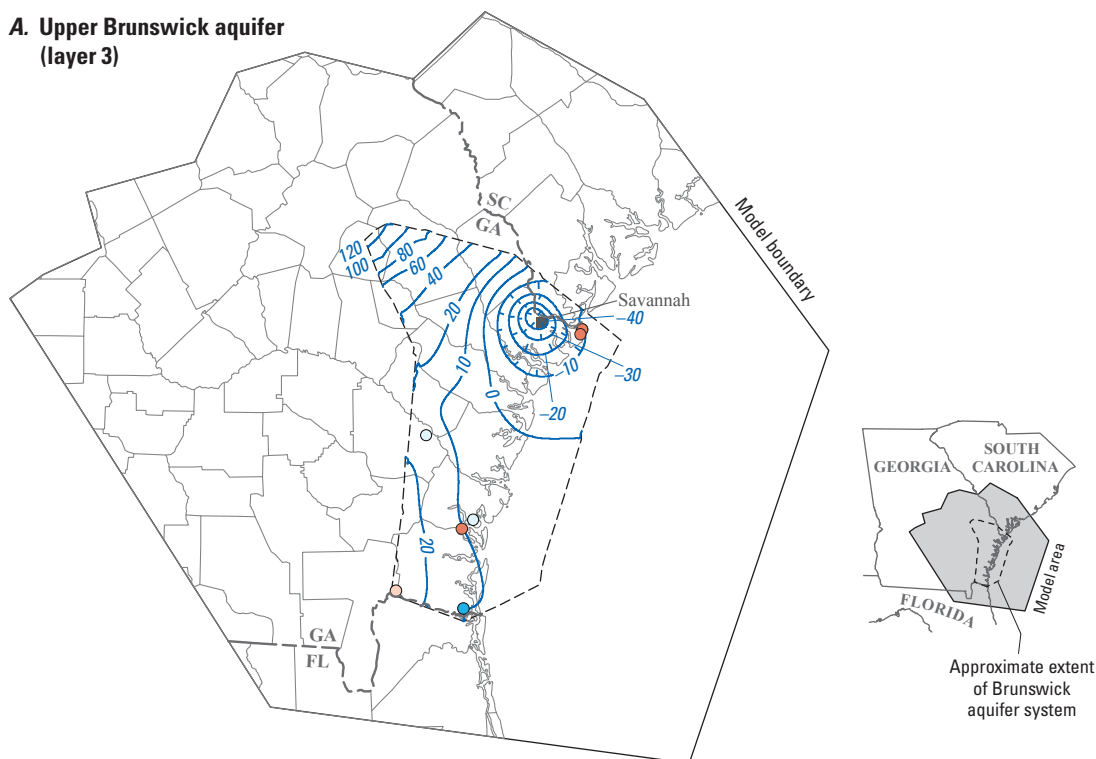 A. Upper Brunswick aquifer
(layer 3)
SC
GA
Model boundary
120
100
80
60
40
20
Savannah
–40
10
–10
–30
0
–20
20
GA
FL
SOUTH
CAROLINA
GEORGIA
Model area
FLORIDA
Approximate extent
of Brunswick
aquifer system